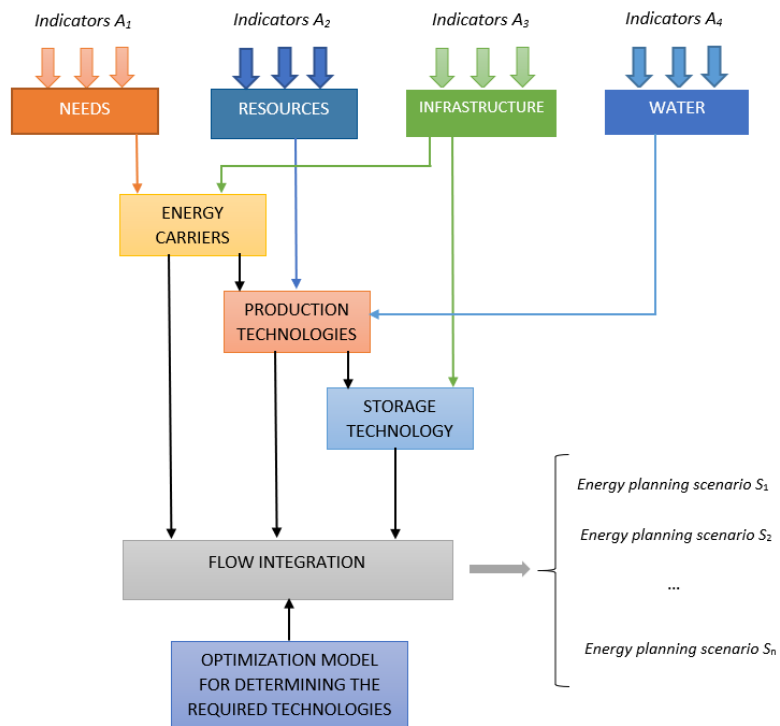 Indicators A1
Indicators A2
Indicators A3
Indicators A4
NEEDS
RESOURCES
INFRASTRUCTURE
WATER
ENERGY
CARRIERS
PRODUCTION
TECHNOLOGIES
STORAGE
TECHNOLOGY
Energy planning scenario S1
Energy planning scenario S2
...
Energy planning scenario Sn
FLOW INTEGRATION
OPTIMIZATION MODEL
FOR DETERMINING THE
REQUIRED TECHNOLOGIES